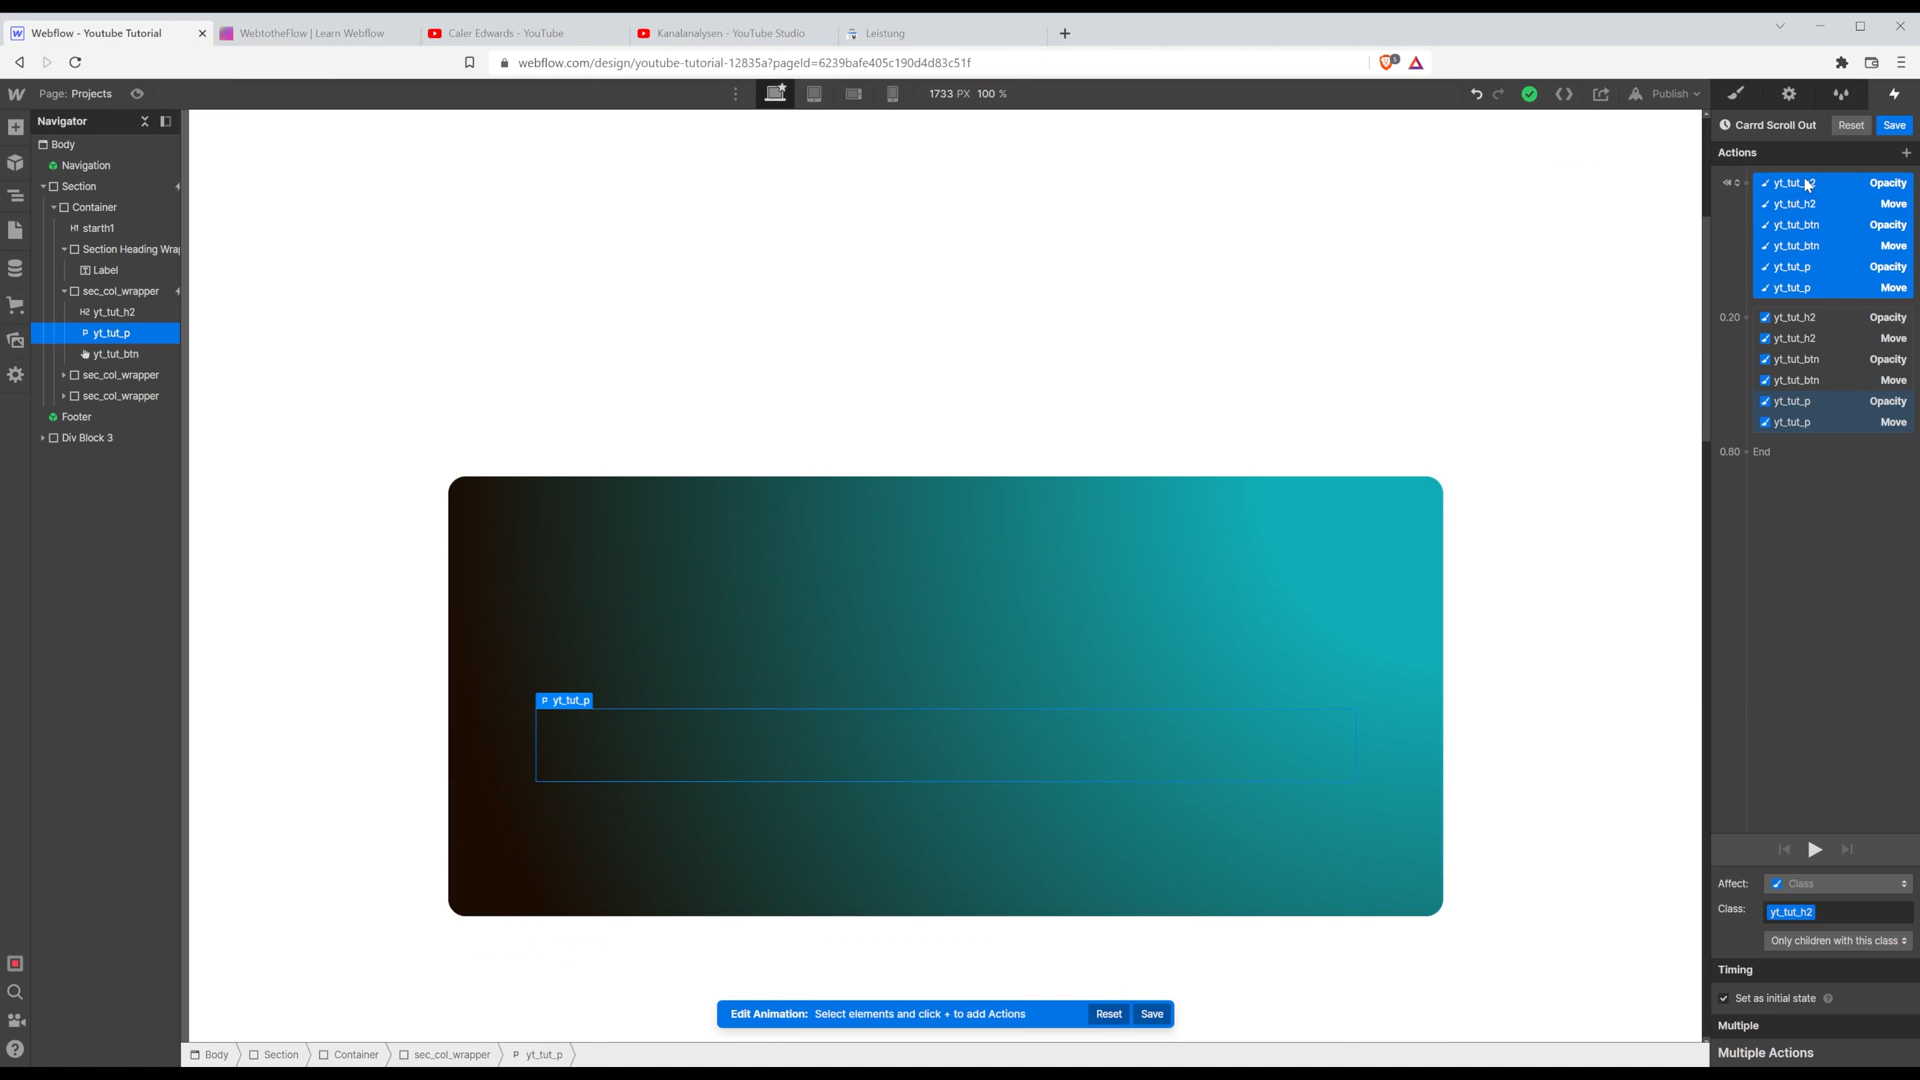 Webflow - Youtube Tutorial
WebtotheFlow | Learn Webflow
Caler Edwards - YouTube
Kanalanalysen - YouTube Studio
Leistung
webflow.com/design/youtube-tutorial-12835a?pageId=6239bafe405c190d4d83c51f
5
Page: Projects
1733 PX 100 %
Publish
Navigator
Body
Navigation
Section
Container
H1 starth1
Section Heading Wra
Label
sec_col_wrapper
H2 yt_tut_h2
P yt_tut_p
yt_tut_btn
sec_col_wrapper
sec_col_wrapper
Footer
Div Block 3
P yt_tut_p
Edit Animation: Select elements and click + to add Actions Reset Save
Body Section Container sec_col_wrapper P yt_tut_p
Carrd Scroll Out Reset Save
Actions
yt_tut_h2 Opacity
yt_tut_h2 Move
yt_tut_btn Opacity
yt_tut_btn Move
yt_tut_p Opacity
yt_tut_p Move
0.20 yt_tut_h2 Opacity
yt_tut_h2 Move
yt_tut_btn Opacity
yt_tut_btn Move
yt_tut_p Opacity
yt_tut_p Move
0.80 End
Affect: Class
Class: yt_tut_h2
Only children with this class
Timing
Set as initial state
Multiple
Multiple Actions